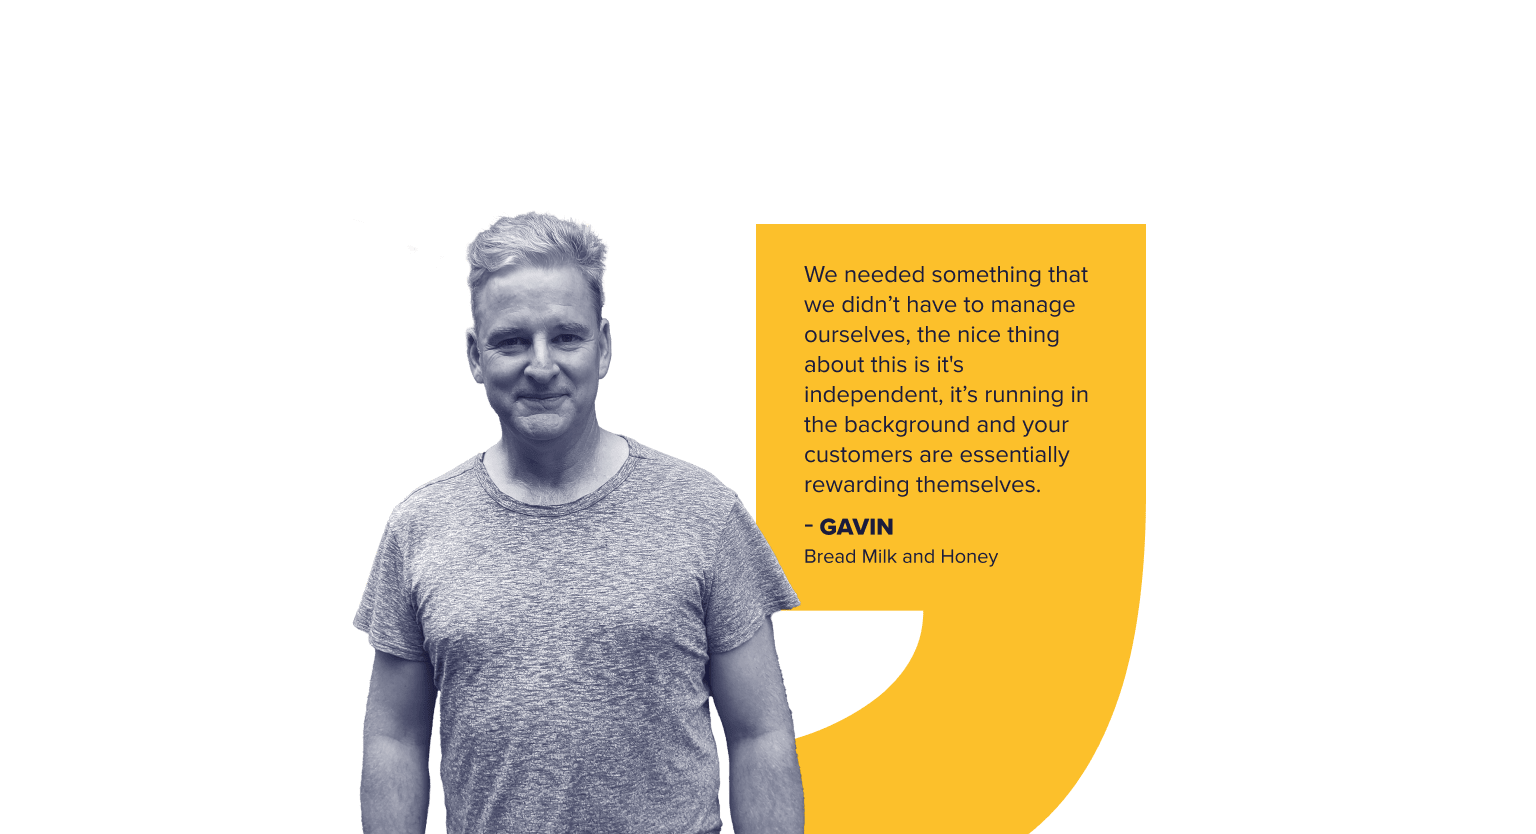 We needed something that
we didn’t have to manage
ourselves, the nice thing
about this is it's
independent, it’s running in
the background and your
customers are essentially
rewarding themselves.
- GAVIN
Bread Milk and Honey